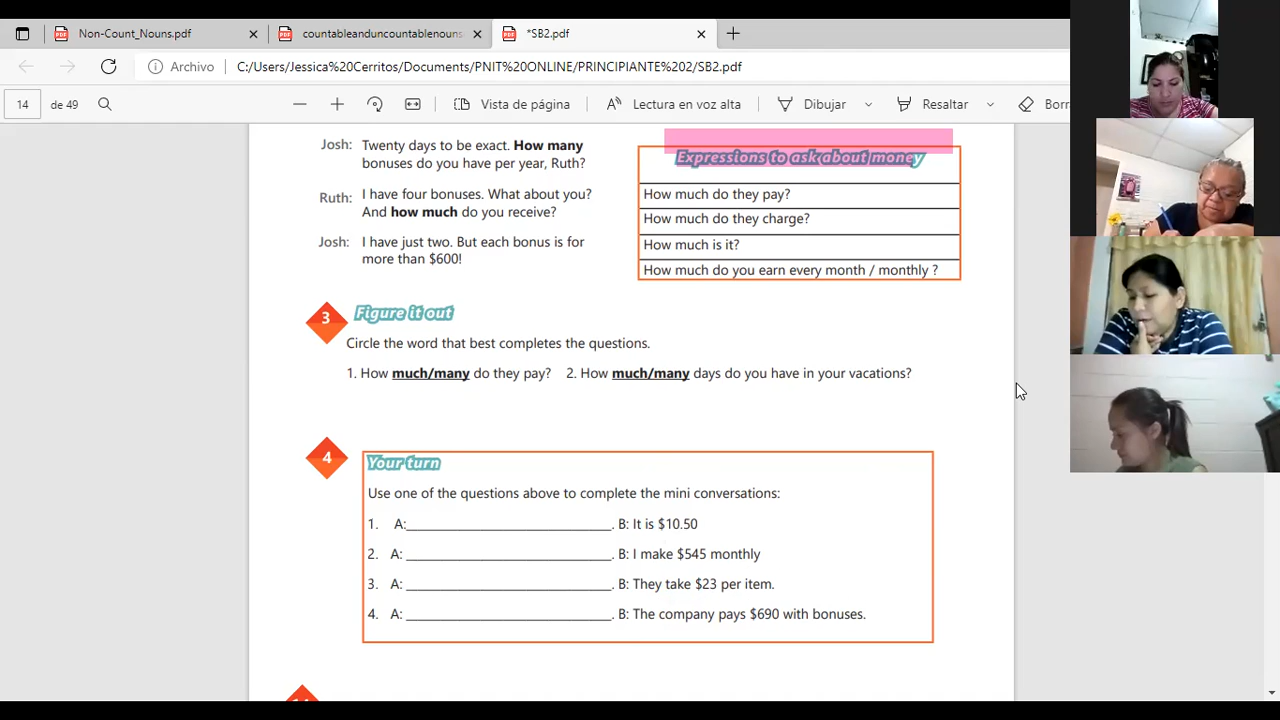 Non-Count_Nouns.pdf
countableanduncountablenouns
*SB2.pdf
Archivo
C:/Users/Jessica%20Cerritos/Documents/PNIT%20ONLINE/PRINCIPIANTE%202/SB2.pdf
14
de 49
Vista de página
Lectura en voz alta
Dibujar
Resaltar
Borr
Josh: Twenty days to be exact. How many
bonuses do you have per year, Ruth?
Ruth: I have four bonuses. What about you?
And how much do you receive?
Josh: I have just two. But each bonus is for
more than $600!
Expressions to ask about money
How much do they pay?
How much do they charge?
How much is it?
How much do you earn every month / monthly ?
3 Figure it out
Circle the word that best completes the questions.
1. How much/many do they pay? 2. How much/many days do you have in your vacations?
4 Your turn
Use one of the questions above to complete the mini conversations:
1. A:____________________________. B: It is $10.50
2. A: ____________________________. B: I make $545 monthly
3. A: ____________________________. B: They take $23 per item.
4. A: ____________________________. B: The company pays $690 with bonuses.